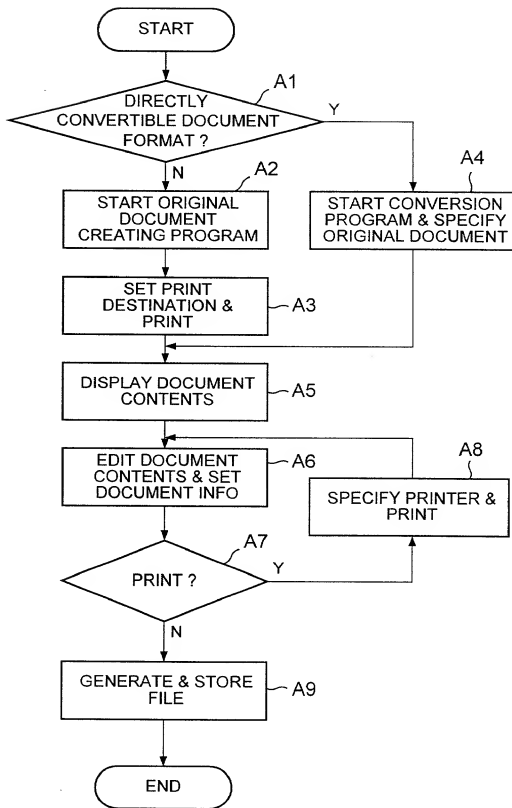 START
A1
DIRECTLY
CONVERTIBLE DOCUMENT
FORMAT ?
Y
N
A2
START ORIGINAL
DOCUMENT
CREATING PROGRAM
A4
START CONVERSION
PROGRAM & SPECIFY
ORIGINAL DOCUMENT
SET PRINT
DESTINATION &
PRINT
A3
DISPLAY DOCUMENT
CONTENTS
A5
EDIT DOCUMENT
CONTENTS & SET
DOCUMENT INFO
A6
A8
SPECIFY PRINTER &
PRINT
A7
PRINT ?
Y
N
GENERATE & STORE
FILE
A9
END